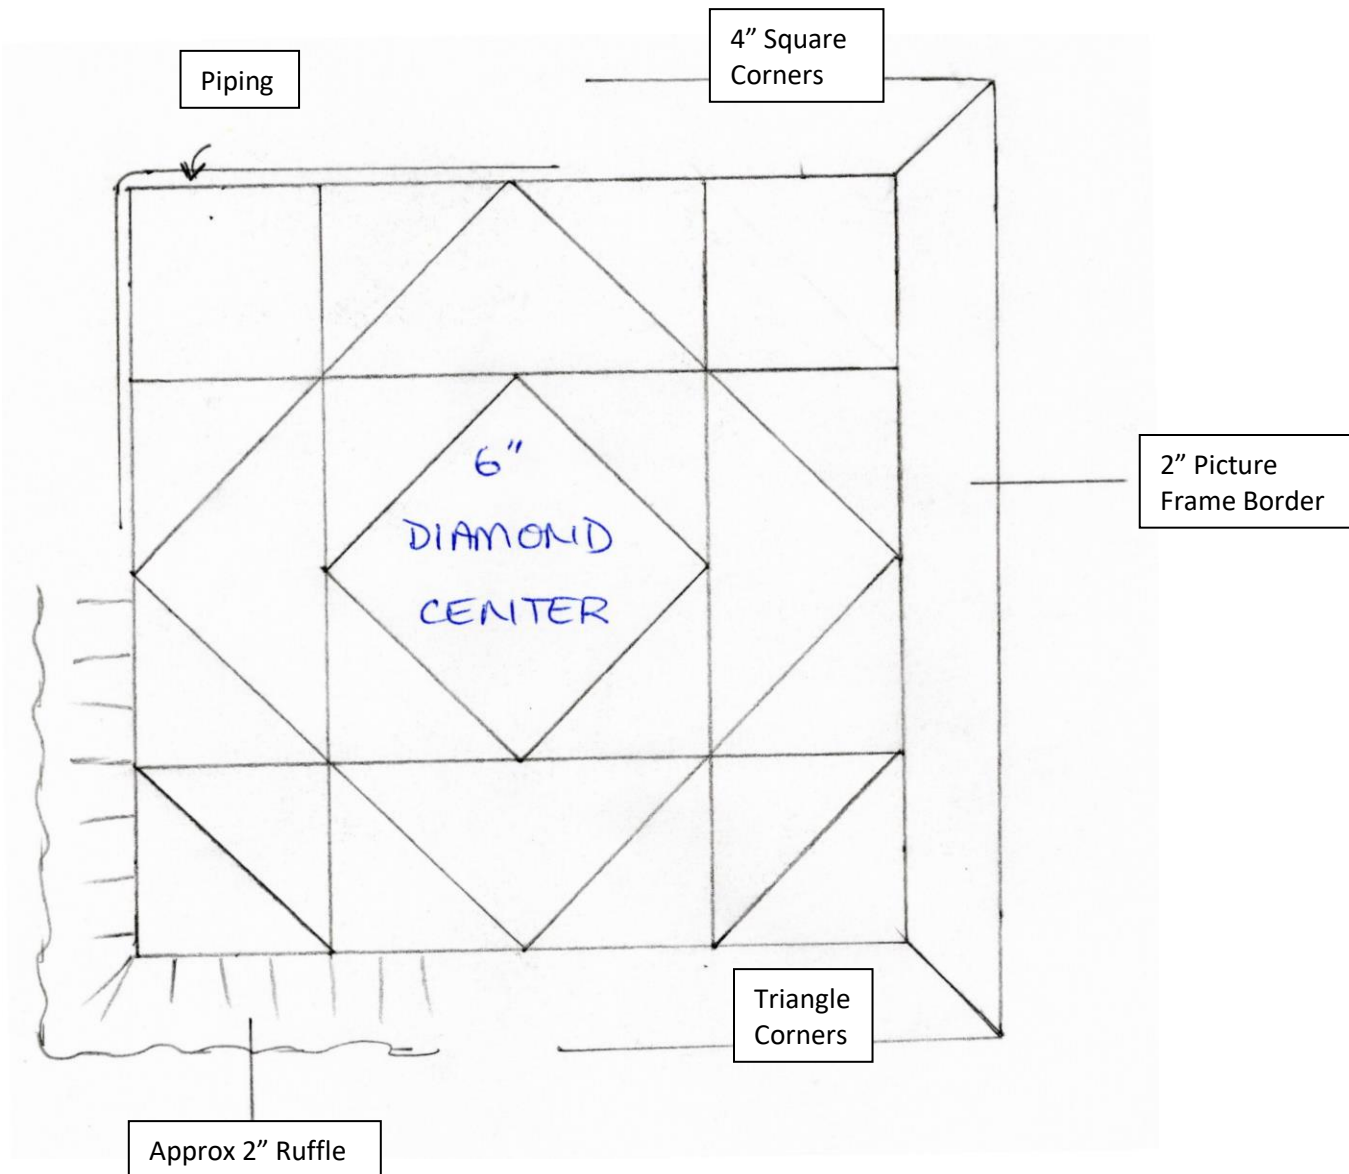 4” Square
Corners
Piping
6"
DIAMOND
CENTER
2” Picture
Frame Border
Triangle
Corners
Approx 2” Ruffle